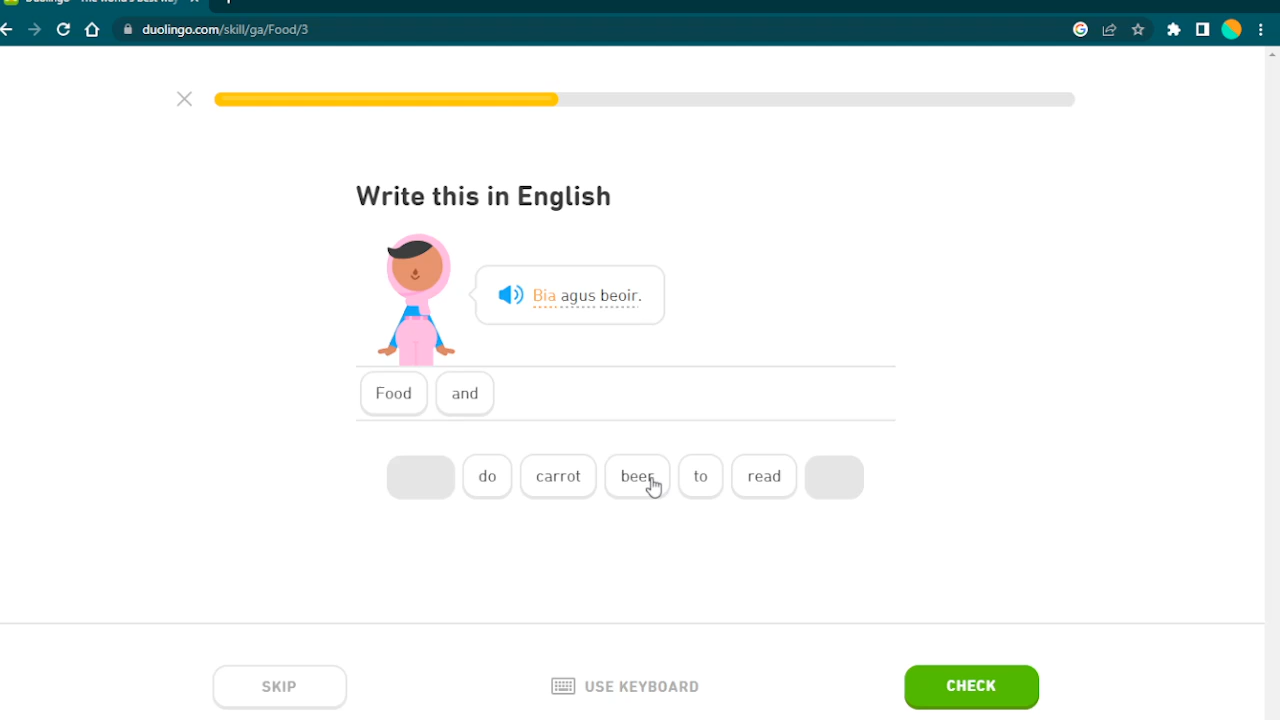 duolingo.com/skill/ga/Food/3
Write this in English
Bia agus beoir.
Food and
do carrot beer to read
SKIP USE KEYBOARD CHECK